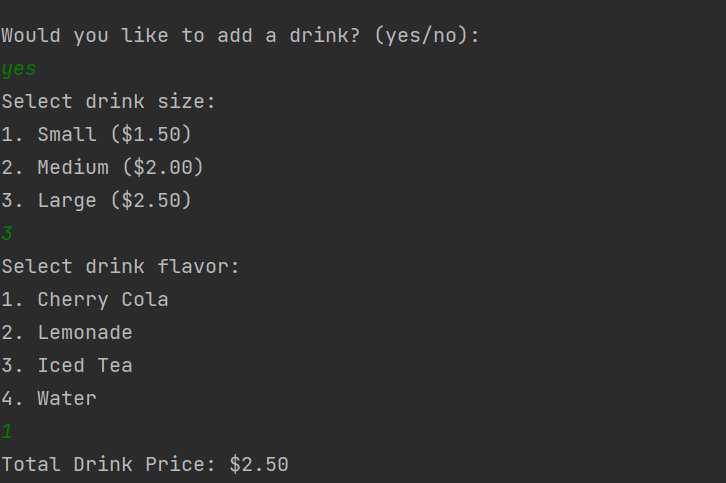 Would you like to add a drink? (yes/no):
yes
Select drink size:
1. Small ($1.50)
2. Medium ($2.00)
3. Large ($2.50)
3
Select drink flavor:
1. Cherry Cola
2. Lemonade
3. Iced Tea
4. Water
1
Total Drink Price: $2.50